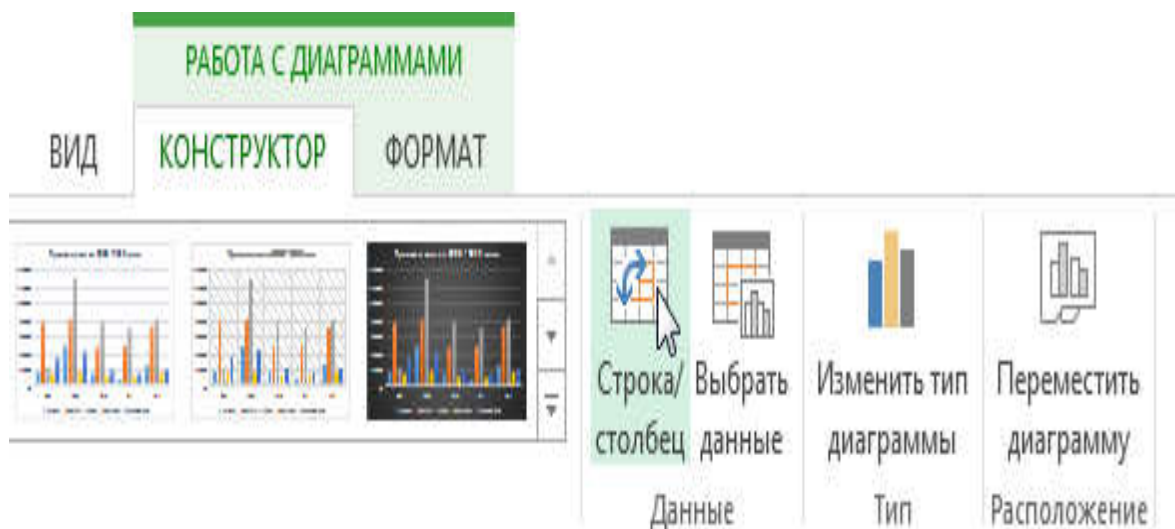 РАБОТА С ДИАГРАММАМИ
ВИД КОНСТРУКТОР ФОРМАТ
Строка/ столбец
Выбрать данные
Изменить тип диаграммы
Переместить диаграмму
Данные Тип Расположение